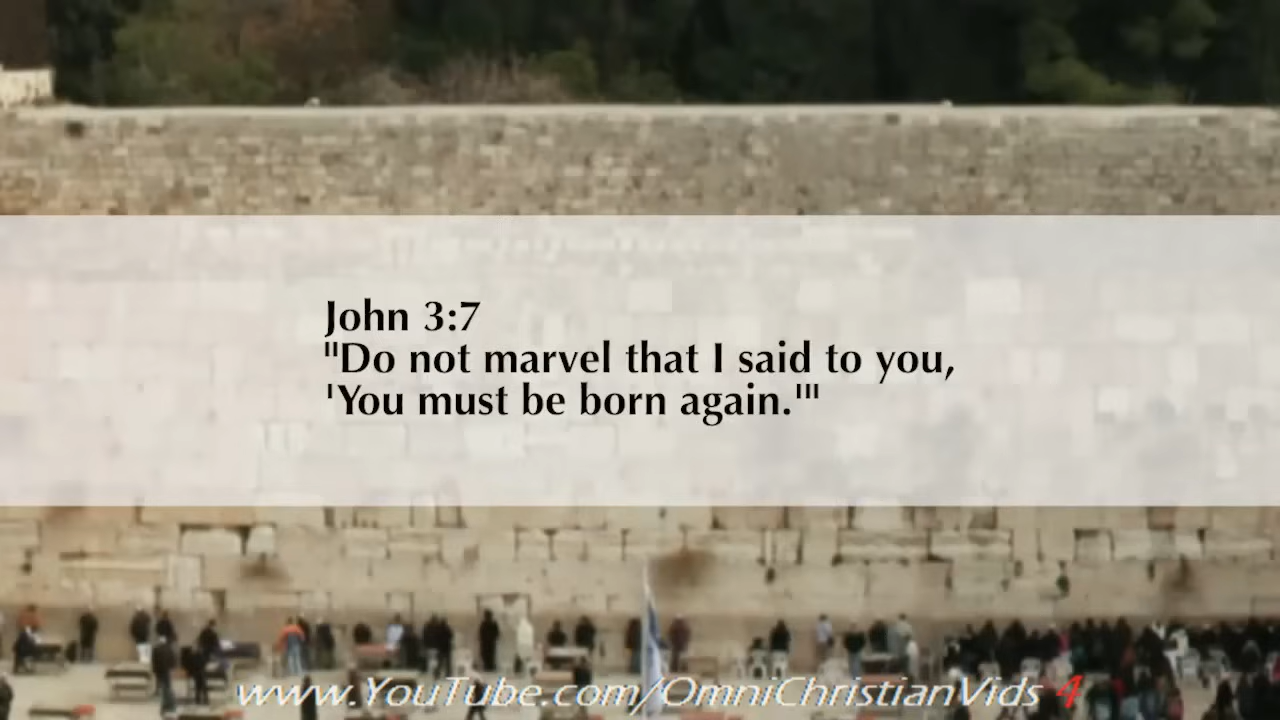 John 3:7
"Do not marvel that I said to you,
'You must be born again.'"
www.YouTube.com/OmniChristianVids 4